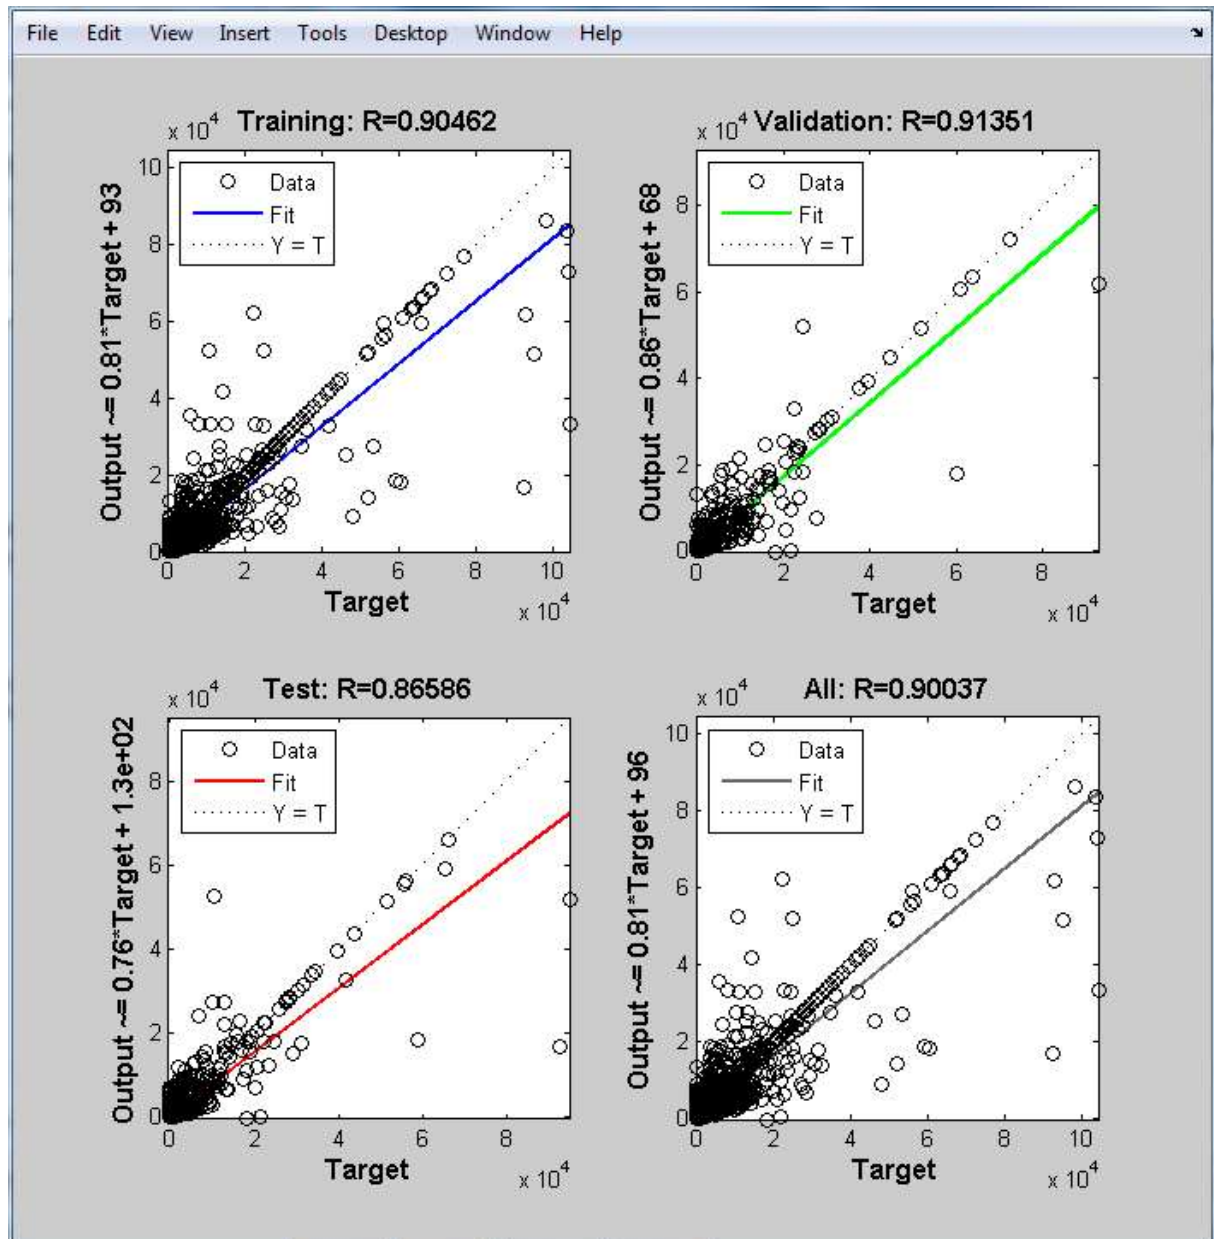 File Edit View Insert Tools Desktop Window Help
x 10^4 Training: R=0.90462
Output ~= 0.81*Target + 93
Data
Fit
Y = T
10
8
6
4
2
0
0 2 4 6 8 10
Target
x 10^4
x 10^4 Validation: R=0.91351
Output ~= 0.86*Target + 68
Data
Fit
Y = T
8
6
4
2
0
0 2 4 6 8
Target
x 10^4
x 10^4 Test: R=0.86586
Output ~= 0.76*Target + 1.3e+02
Data
Fit
Y = T
8
6
4
2
0
0 2 4 6 8
Target
x 10^4
x 10^4 All: R=0.90037
Output ~= 0.81*Target + 96
Data
Fit
Y = T
10
8
6
4
2
0
0 2 4 6 8 10
Target
x 10^4